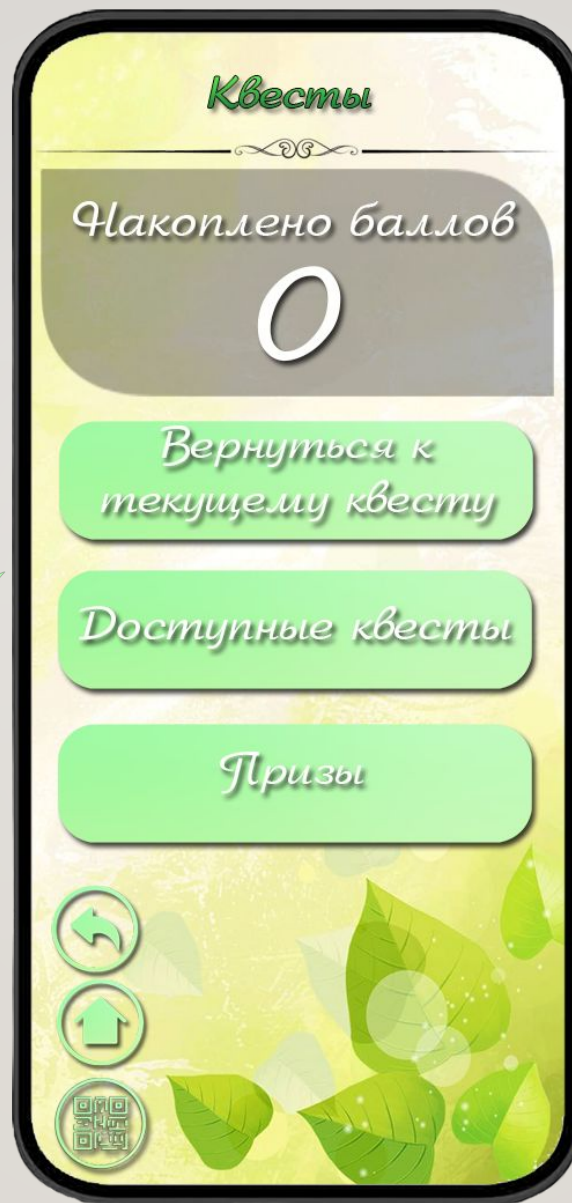 Квесты
Накоплено баллов
0
Вернуться к
текущему квесту
Доступные квесты
Призы